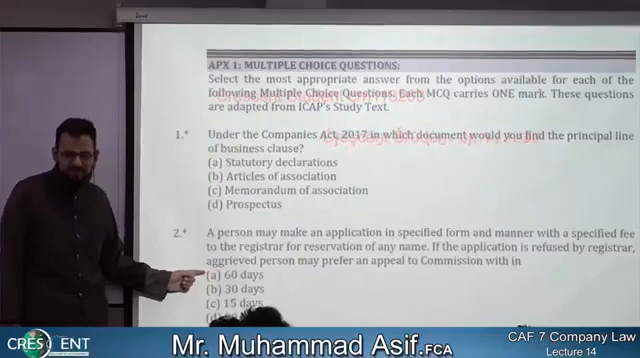 APX 1: MULTIPLE CHOICE QUESTIONS:
Select the most appropriate answer from the options available for each of the
following Multiple Choice Questions. Each MCQ carries ONE mark. These questions
are adapted from ICAP's Study Text.
1.* Under the Companies Act, 2017 in which document would you find the principal line
of business clause?
(a) Statutory declarations
(b) Articles of association
(c) Memorandum of association
(d) Prospectus
2.* A person may make an application in specified form and manner with a specified fee
to the registrar for reservation of any name. If the application is refused by registrar,
aggrieved person may prefer an appeal to Commission with in
(a) 60 days
(b) 30 days
(c) 15 days
CRESCENT
Mr. Muhammad Asif.FCA
CAF 7 Company Law
Lecture 14